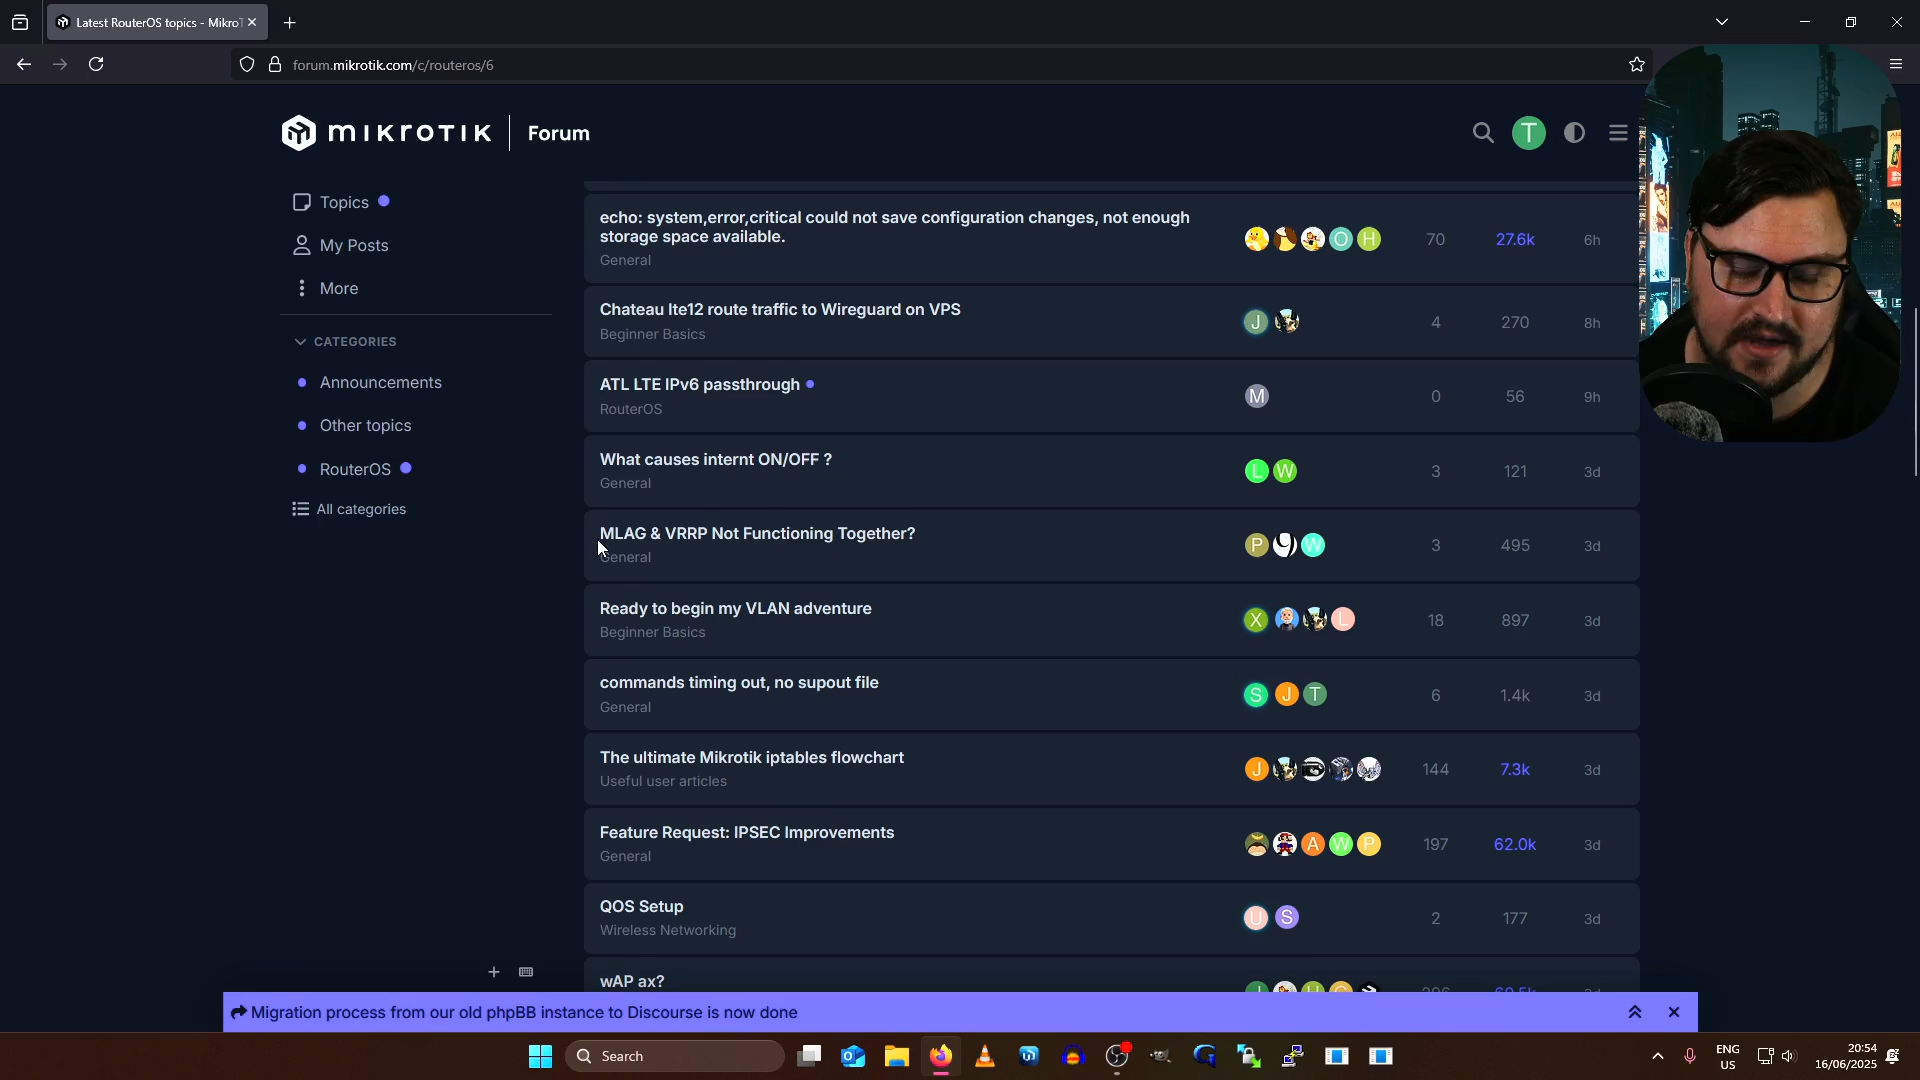 Latest RouterOS topics - MikroT
forum.mikrotik.com/c/routeros/6
mikrotik Forum
T
Topics
My Posts
More
CATEGORIES
Announcements
Other topics
RouterOS
All categories
echo: system,error,critical could not save configuration changes, not enough
storage space available.
General
O H 70 27.6k 6h
Chateau lte12 route traffic to Wireguard on VPS
Beginner Basics
J 4 270 8h
ATL LTE IPv6 passthrough
RouterOS
M 0 56 9h
What causes internt ON/OFF ?
General
L W 3 121 3d
MLAG & VRRP Not Functioning Together?
General
P W 3 495 3d
Ready to begin my VLAN adventure
Beginner Basics
X L 18 897 3d
commands timing out, no supout file
General
S J T 6 1.4k 3d
The ultimate Mikrotik iptables flowchart
Useful user articles
J 144 7.3k 3d
Feature Request: IPSEC Improvements
General
A W P 197 62.0k 3d
QOS Setup
Wireless Networking
U S 2 177 3d
wAP ax?
Migration process from our old phpBB instance to Discourse is now done
Search
ENG
US
20:54
16/06/2025